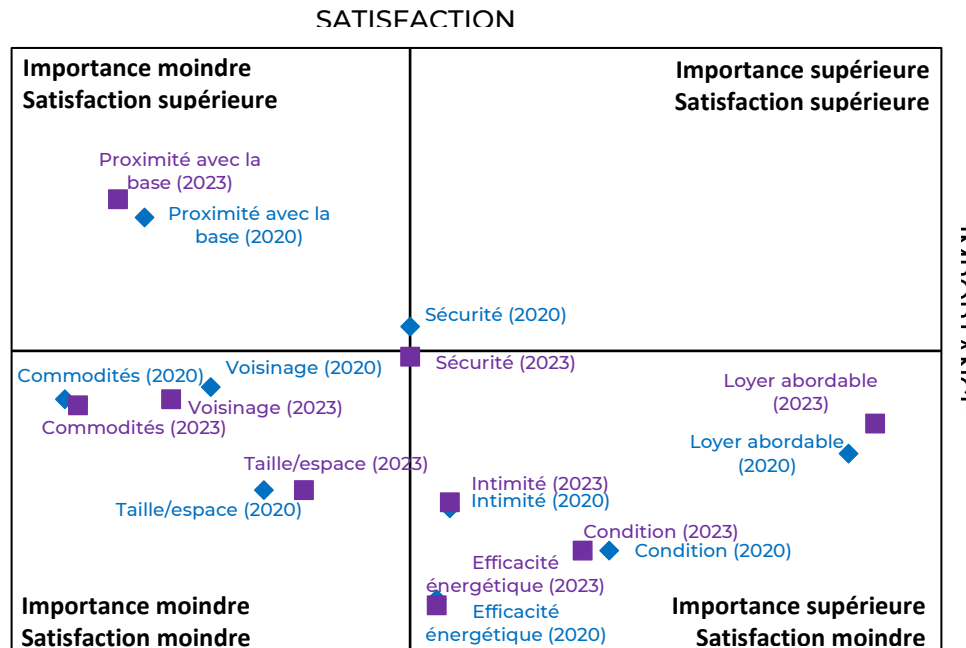 SATISFACTION
Importance moindre
Satisfaction supérieure
Importance supérieure
Satisfaction supérieure
Proximité avec la
base (2023)
Proximité avec la
base (2020)
Sécurité (2020)
Sécurité (2023)
Voisinage (2020)
Commodités (2020)
Voisinage (2023)
Commodités (2023)
Loyer abordable
(2023)
Loyer abordable
(2020)
Taille/espace (2023)
Taille/espace (2020)
Intimité (2023)
Intimité (2020)
Condition (2023)
Condition (2020)
Efficacité
énergétique (2023)
Efficacité
énergétique (2020)
Importance moindre
Satisfaction moindre
Importance supérieure
Satisfaction moindre